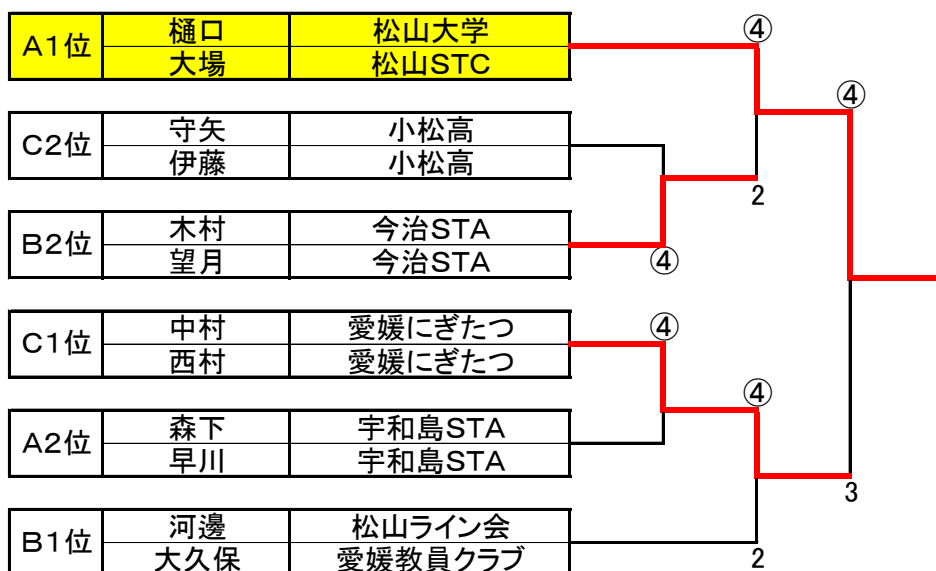 A1位 樋口 松山大学
大場 松山STC
④
④
C2位 守矢 小松高
伊藤 小松高
2
B2位 木村 今治STA
望月 今治STA
④
C1位 中村 愛媛にぎたつ
西村 愛媛にぎたつ
④
④
A2位 森下 宇和島STA
早川 宇和島STA
3
B1位 河邊 松山ライン会
大久保 愛媛教員クラブ
2